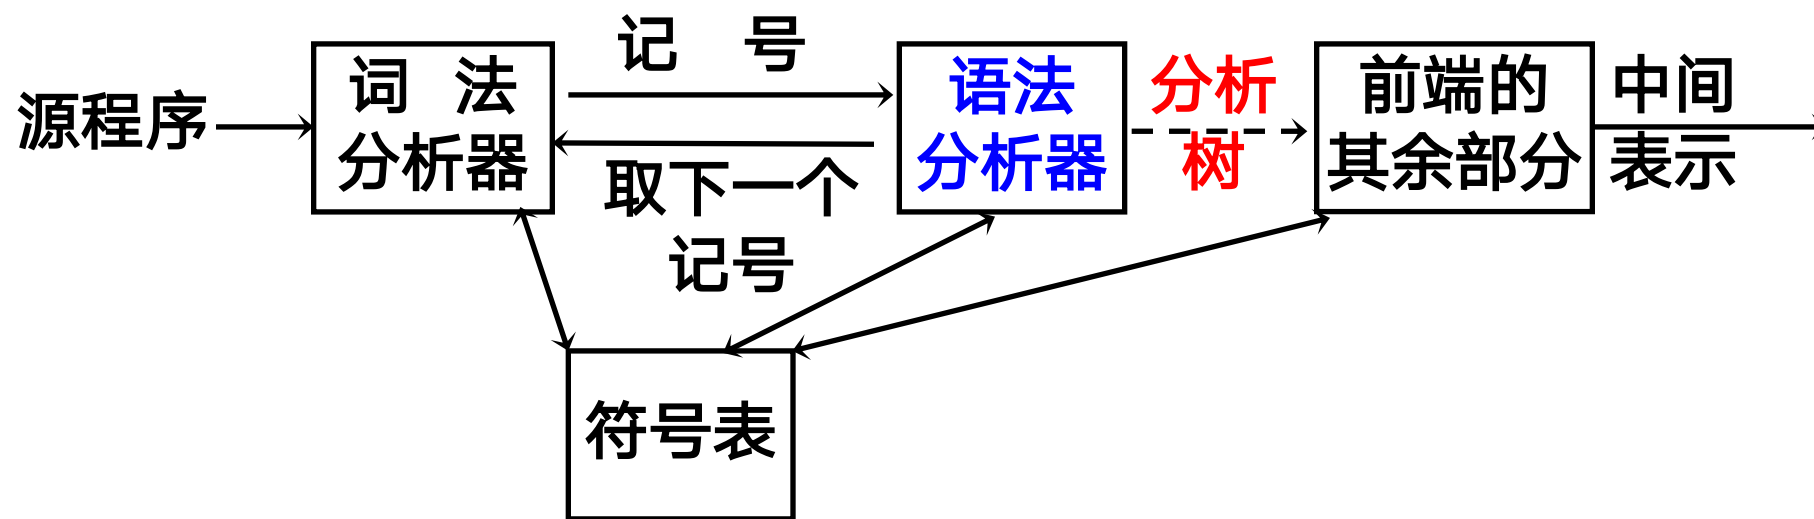 源程序
词 法
分析器
记 号
取下一个
记号
语法
分析器
分析
树
前端的
其余部分
中间
表示
符号表